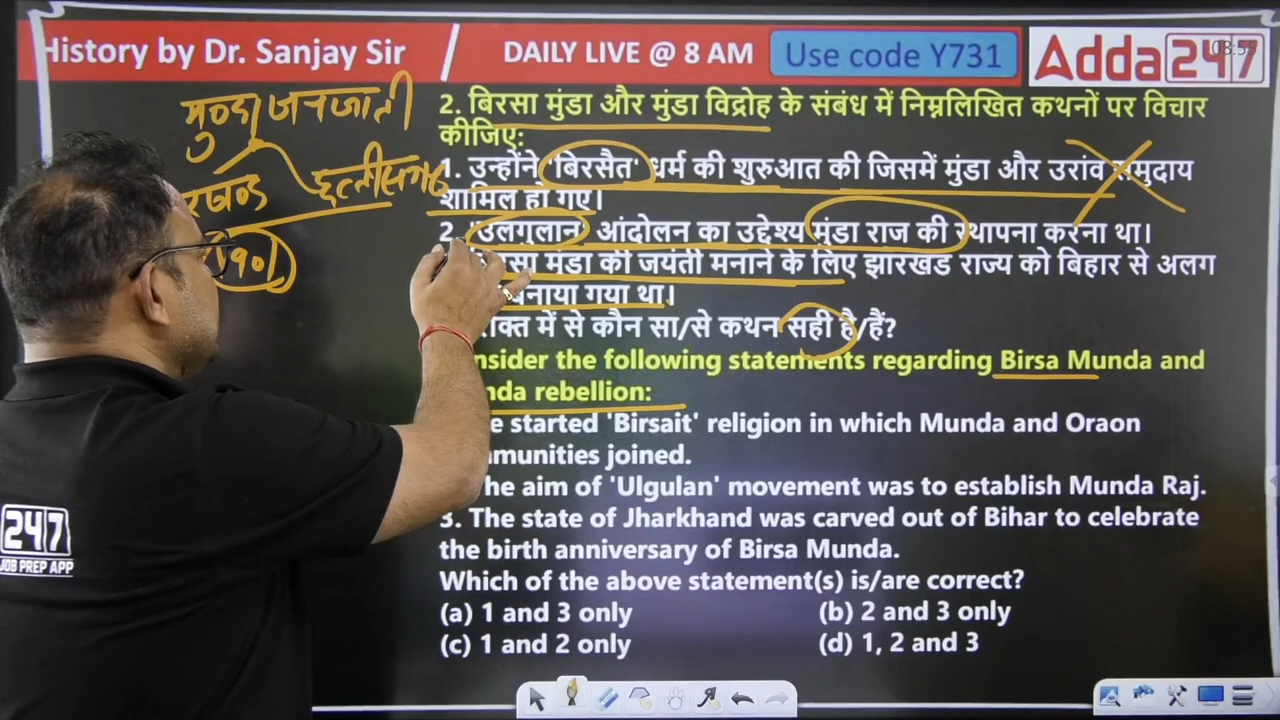 History by Dr. Sanjay Sir
DAILY LIVE @ 8 AM
Use code Y731
Adda247
मुण्डा जनजाती
छत्तीसगढ़
2. बिरसा मुंडा और मुंडा विद्रोह के संबंध में निम्नलिखित कथनों पर विचार
कीजिए:
1. उन्होंने 'बिरसैत' धर्म की शुरुआत की जिसमें मुंडा और उरांव समुदाय
शामिल हो गए।
2. 'उलगुलान' आंदोलन का उद्देश्य मुंडा राज की स्थापना करना था।
मुंडा की जयंती मनाने के लिए झारखंड राज्य को बिहार से अलग
बनाया गया था।
में से कौन सा/से कथन सही है/हैं?
the following statements regarding Birsa Munda and
rebellion:
started 'Birsait' religion in which Munda and Oraon
joined.
aim of 'Ulgulan' movement was to establish Munda Raj.
3. The state of Jharkhand was carved out of Bihar to celebrate
the birth anniversary of Birsa Munda.
Which of the above statement(s) is/are correct?
(a) 1 and 3 only (b) 2 and 3 only
(c) 1 and 2 only (d) 1, 2 and 3
247
JOB PREP APP